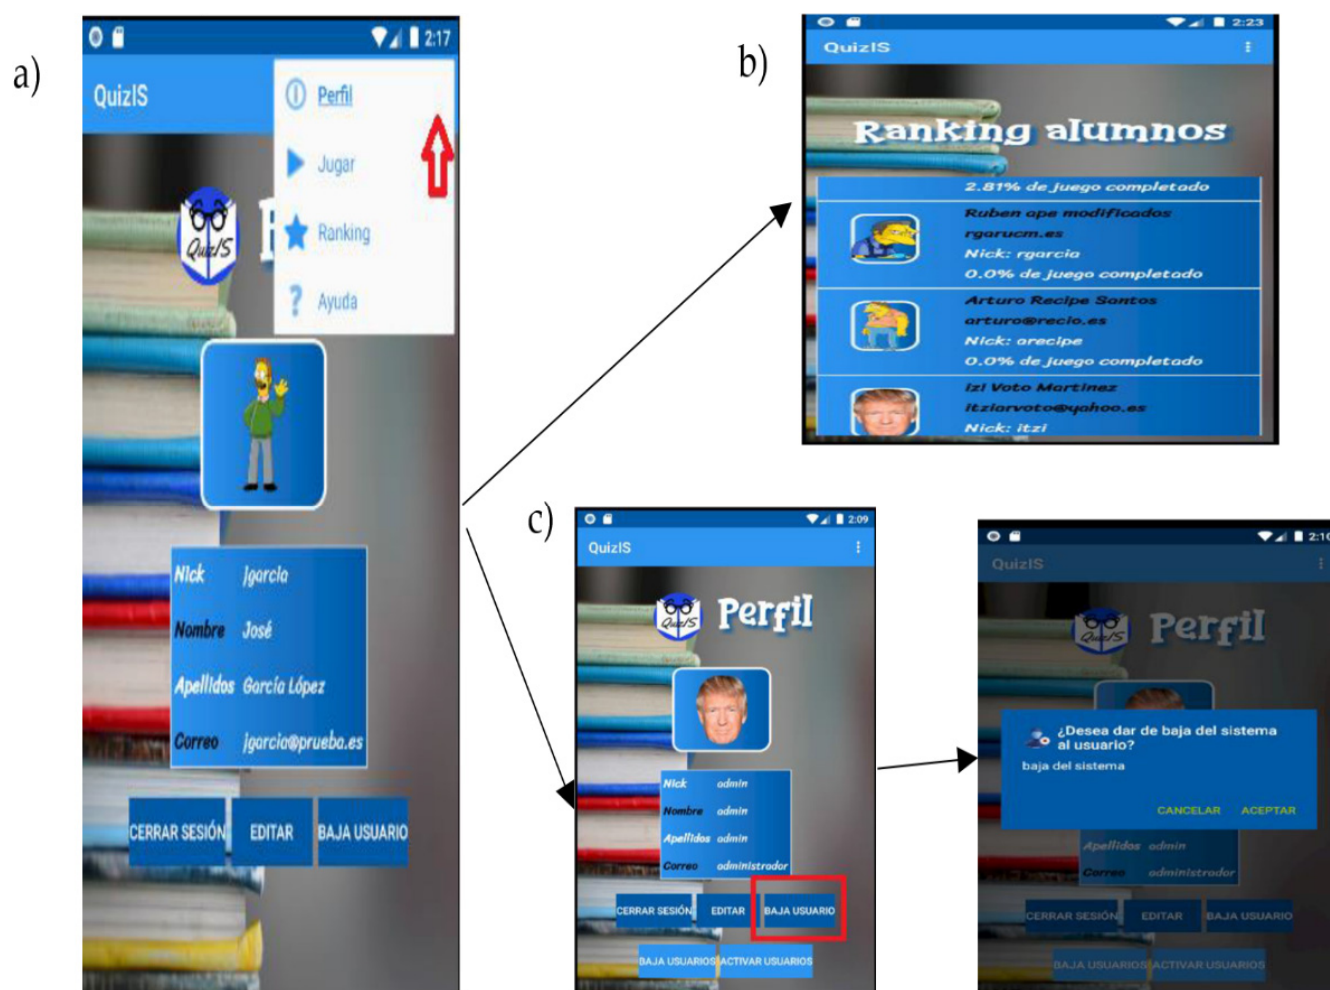 a)
2:17
QuizIS
Perfil
Jugar
Ranking
Ayuda
QuizIS
Nick jgarcia
Nombre José
Apellidos García López
Correo jgarcia@prueba.es
CERRAR SESIÓN EDITAR BAJA USUARIO
b)
2:23
QuizIS
Ranking alumnos
2.81% de juego completado
Ruben ape modificados
rgarucm.es
Nick: rgarcia
0.0% de juego completado
Arturo Recipe Santos
arturo@recio.es
Nick: arecipe
0.0% de juego completado
Izi Voto Martinez
itziarvoto@yahoo.es
Nick: itzi
c)
2:09
QuizIS
QuizIS Perfil
Nick admin
Nombre admin
Apellidos admin
Correo administrador
CERRAR SESIÓN EDITAR BAJA USUARIO
BAJA USUARIOS ACTIVAR USUARIOS
2:10
QuizIS
QuizIS Perfil
¿Desea dar de baja del sistema
al usuario?
baja del sistema
CANCELAR ACEPTAR
Apellidos admin
Correo administrador
CERRAR SESIÓN EDITAR BAJA USUARIO
BAJA USUARIOS ACTIVAR USUARIOS